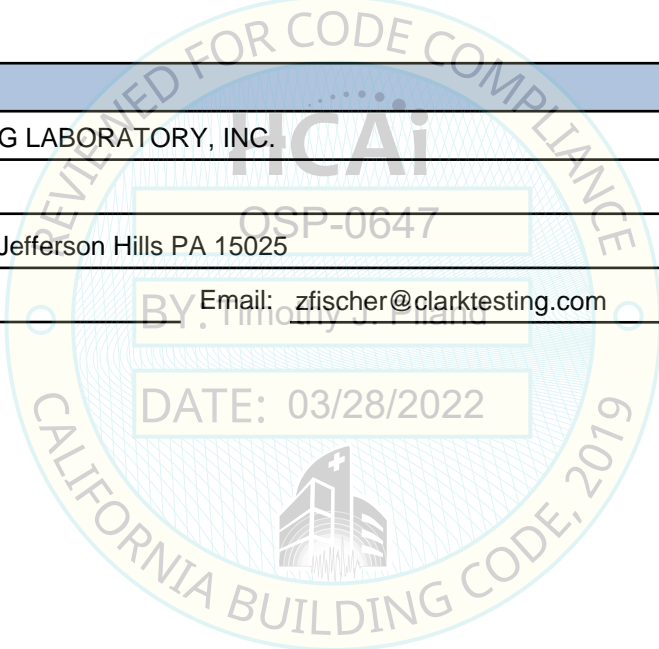 REVIEWED FOR CODE COMPLIANCE
HCAi
G LABORATORY, INC.
OSP-0647
Jefferson Hills PA 15025
Email: zfischer@clarktesting.com
BY: Timothy J. Piland
DATE: 03/28/2022
CALIFORNIA BUILDING CODE, 2019